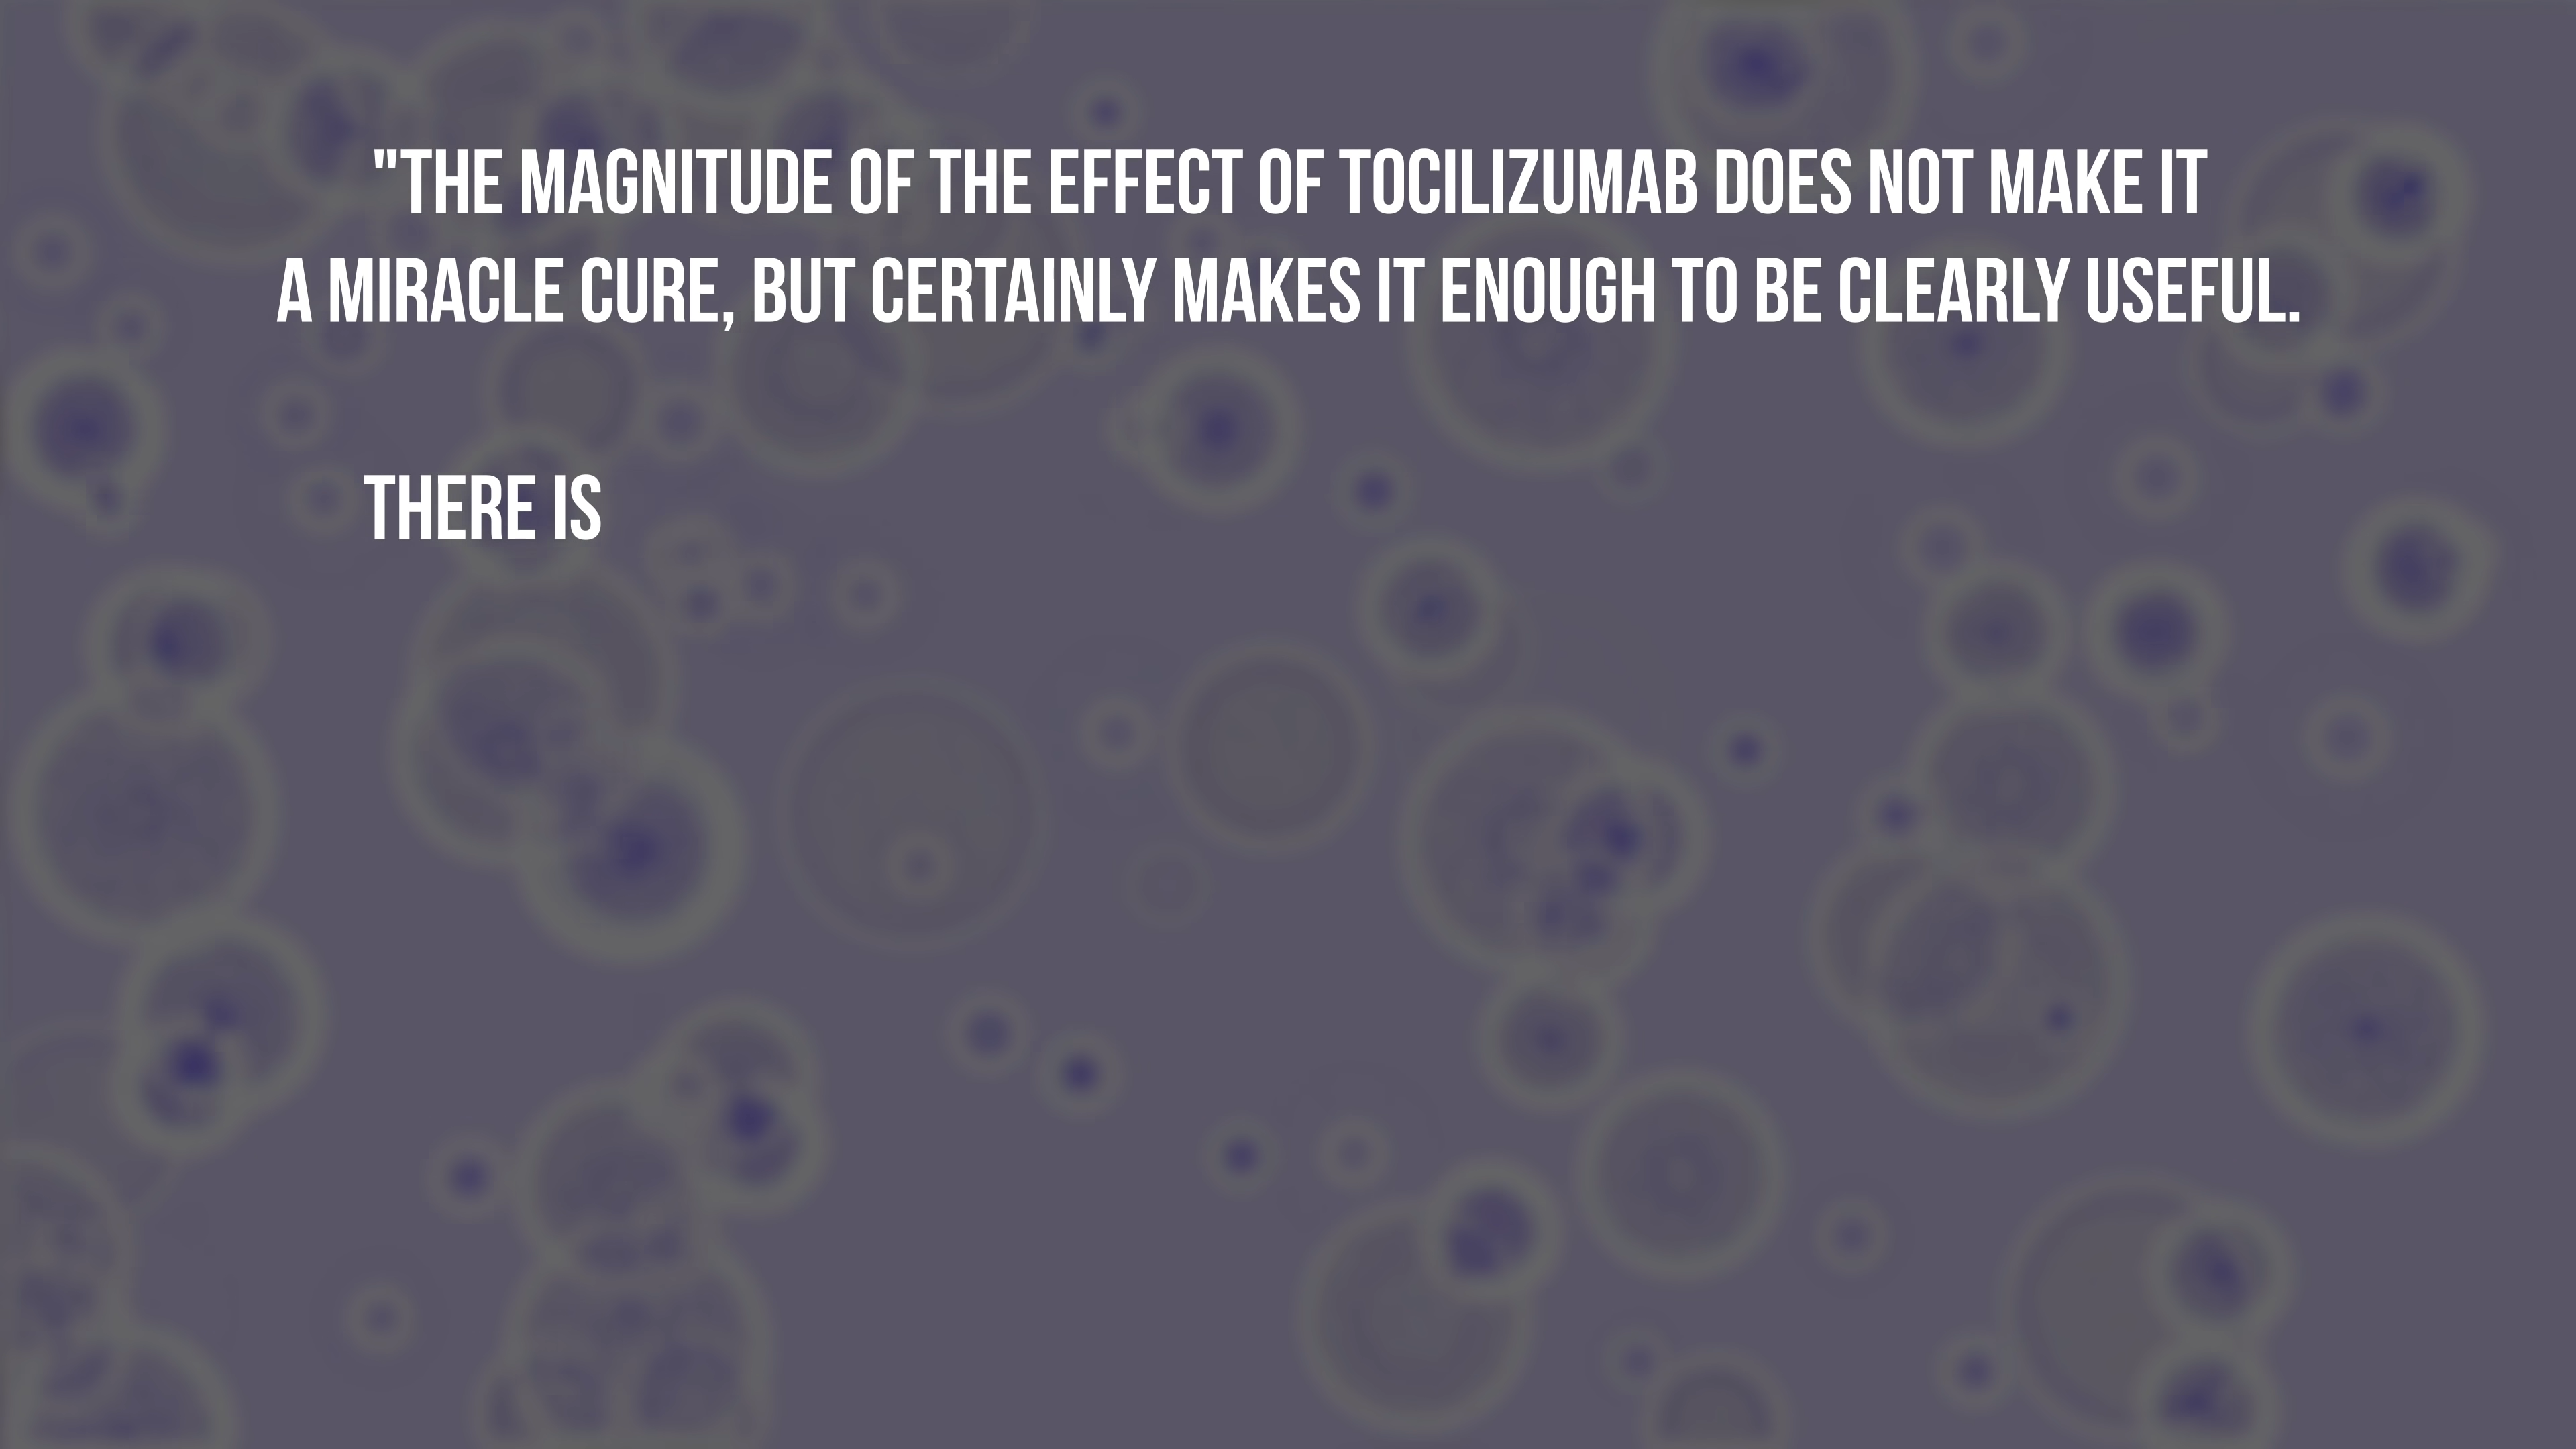 "THE MAGNITUDE OF THE EFFECT OF TOCILIZUMAB DOES NOT MAKE IT
A MIRACLE CURE, BUT CERTAINLY MAKES IT ENOUGH TO BE CLEARLY USEFUL.
THERE IS